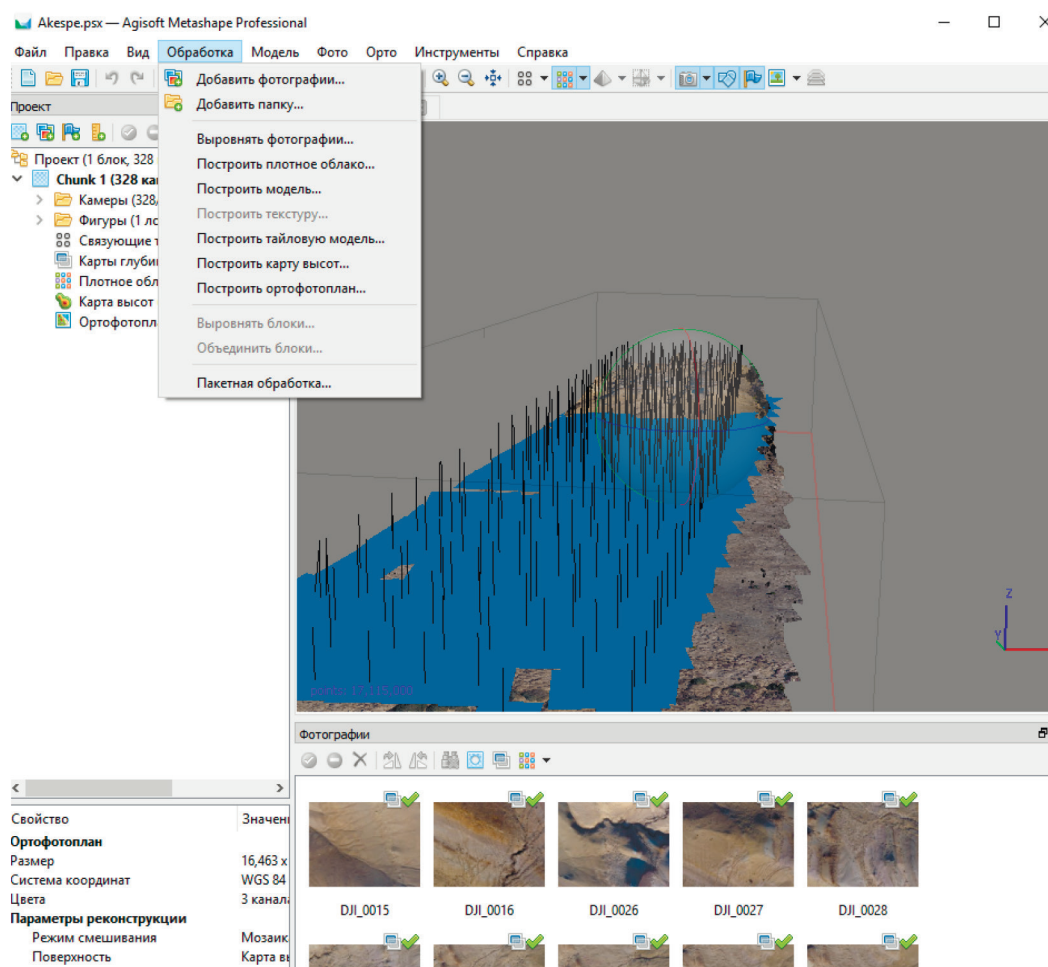 Akespe.psx — Agisoft Metashape Professional
Файл Правка Вид Обработка Модель Фото Орто Инструменты Справка
Проект
Проект (1 блок, 328
Chunk 1 (328 ка
Камеры (328,
Фигуры (1 ло
Связующие т
Карты глуби
Плотное обл
Карта высот
Ортофотопл
Добавить фотографии...
Добавить папку...
Выровнять фотографии...
Построить плотное облако...
Построить модель...
Построить текстуру...
Построить тайловую модель...
Построить карту высот...
Построить ортофотоплан...
Выровнять блоки...
Объединить блоки...
Пакетная обработка...
Z
Y
Фотографии
DJI_0015 DJI_0016 DJI_0026 DJI_0027 DJI_0028
Свойство Значен
Ортофотоплан
Размер 16,463 x
Система координат WGS 84
Цвета 3 канал
Параметры реконструкции
Режим смешивания Мозаик
Поверхность Карта в